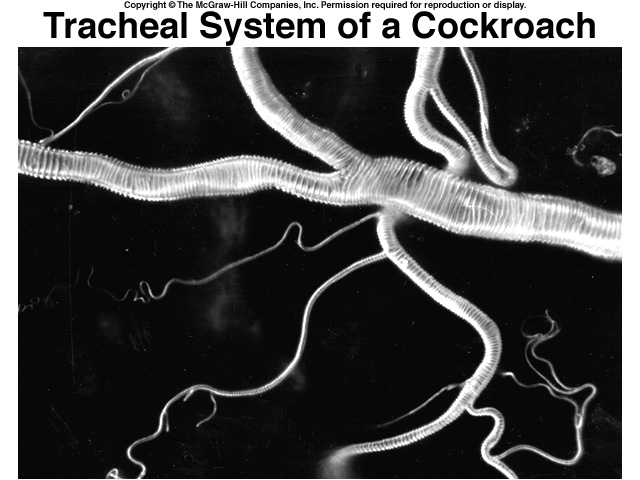 Copyright © The McGraw-Hill Companies, Inc. Permission required for reproduction or display.
Tracheal System of a Cockroach